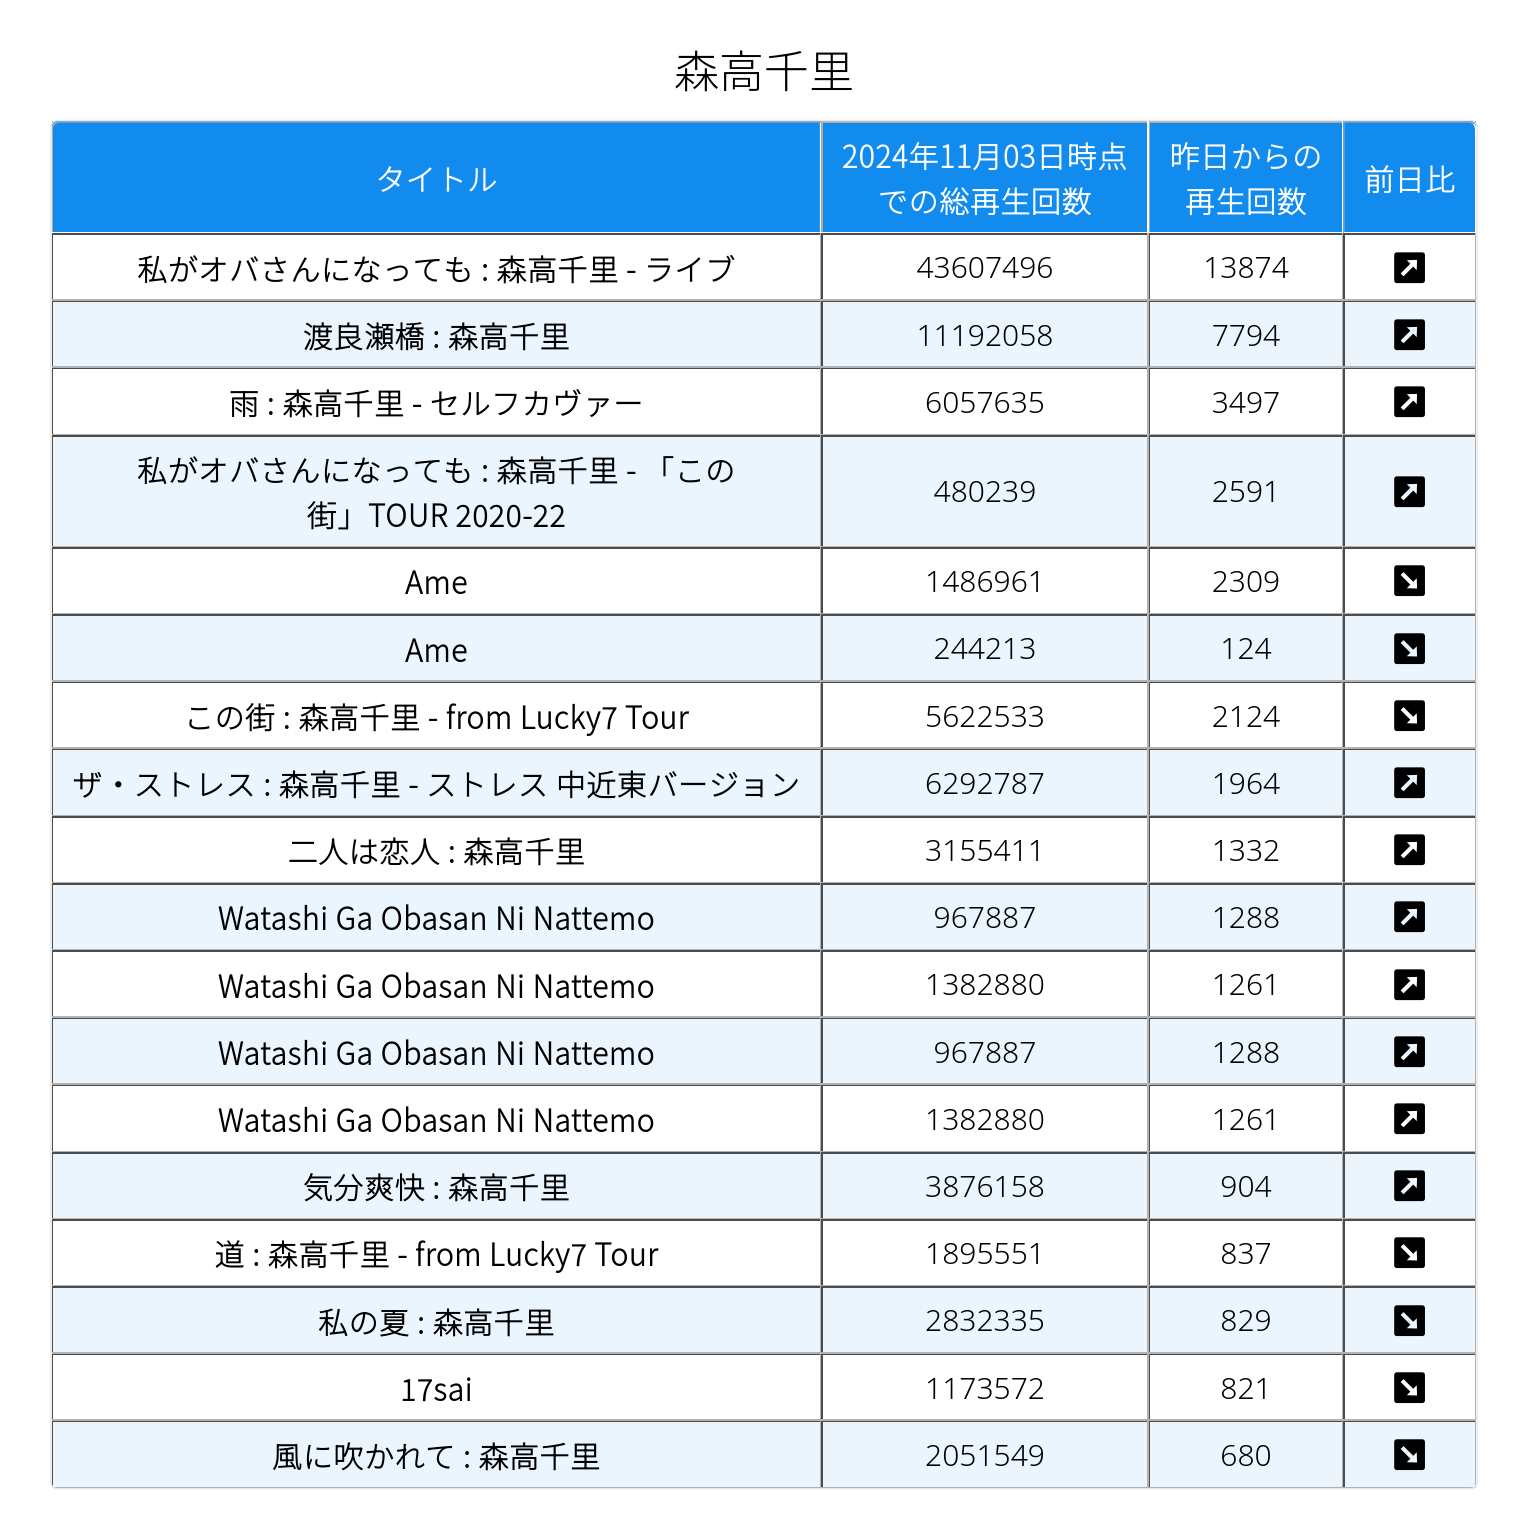 森高千里
タイトル 2024年11月03日時点 昨日からの 前日比
での総再生回数 再生回数
私がオバさんになっても : 森高千里 - ライブ 43607496 13874
渡良瀬橋 : 森高千里 11192058 7794
雨 : 森高千里 - セルフカヴァー 6057635 3497
私がオバさんになっても : 森高千里 - 「この
街」TOUR 2020-22 480239 2591
Ame 1486961 2309
Ame 244213 124
この街 : 森高千里 - from Lucky7 Tour 5622533 2124
ザ・ストレス : 森高千里 - ストレス 中近東バージョン 6292787 1964
二人は恋人 : 森高千里 3155411 1332
Watashi Ga Obasan Ni Nattemo 967887 1288
Watashi Ga Obasan Ni Nattemo 1382880 1261
Watashi Ga Obasan Ni Nattemo 967887 1288
Watashi Ga Obasan Ni Nattemo 1382880 1261
気分爽快 : 森高千里 3876158 904
道 : 森高千里 - from Lucky7 Tour 1895551 837
私の夏 : 森高千里 2832335 829
17sai 1173572 821
風に吹かれて : 森高千里 2051549 680